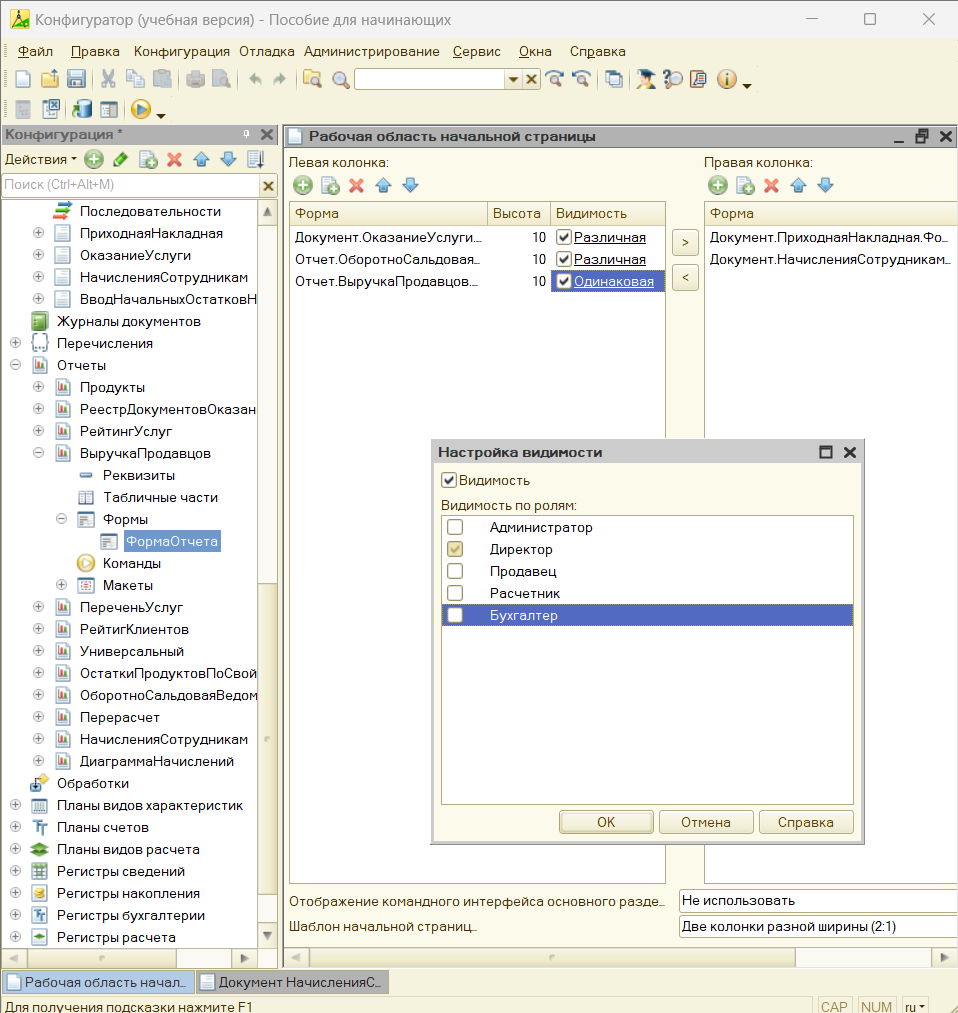 Конфигуратор (учебная версия) - Пособие для начинающих
Файл Правка Конфигурация Отладка Администрирование Сервис Окна Справка
Конфигурация *
Действия
Поиск (Ctrl+Alt+M)
Последовательности
ПриходнаяНакладная
ОказаниеУслуги
НачисленияСотрудникам
ВводНачальныхОстатковН
Журналы документов
Перечисления
Отчеты
Продукты
РеестрДокументовОказан
РейтингУслуг
ВыручкаПродавцов
Реквизиты
Табличные части
Формы
ФормаОтчета
Команды
Макеты
ПереченьУслуг
РейтигКлиентов
Универсальный
ОстаткиПродуктовПоСвой
ОборотноСальдоваяВедом
Перерасчет
НачисленияСотрудникам
ДиаграммаНачислений
Обработки
Планы видов характеристик
Планы счетов
Планы видов расчета
Регистры сведений
Регистры накопления
Регистры бухгалтерии
Регистры расчета
Рабочая область начальной страницы
Левая колонка:
Форма Высота Видимость
Документ.ОказаниеУслуги... 10 Различная
Отчет.ОборотноСальдовая... 10 Различная
Отчет.ВыручкаПродавцов.... 10 Одинаковая
>
<
Правая колонка:
Форма
Документ.ПриходнаяНакладная.Фо...
Документ.НачисленияСотрудникам...
Настройка видимости
Видимость
Видимость по ролям:
Администратор
Директор
Продавец
Расчетник
Бухгалтер
OK Отмена Справка
Отображение командного интерфейса основного разде... Не использовать
Шаблон начальной страниц... Две колонки разной ширины (2:1)
Рабочая область начал... Документ НачисленияС...
Для получения подсказки нажмите F1 CAP NUM ru